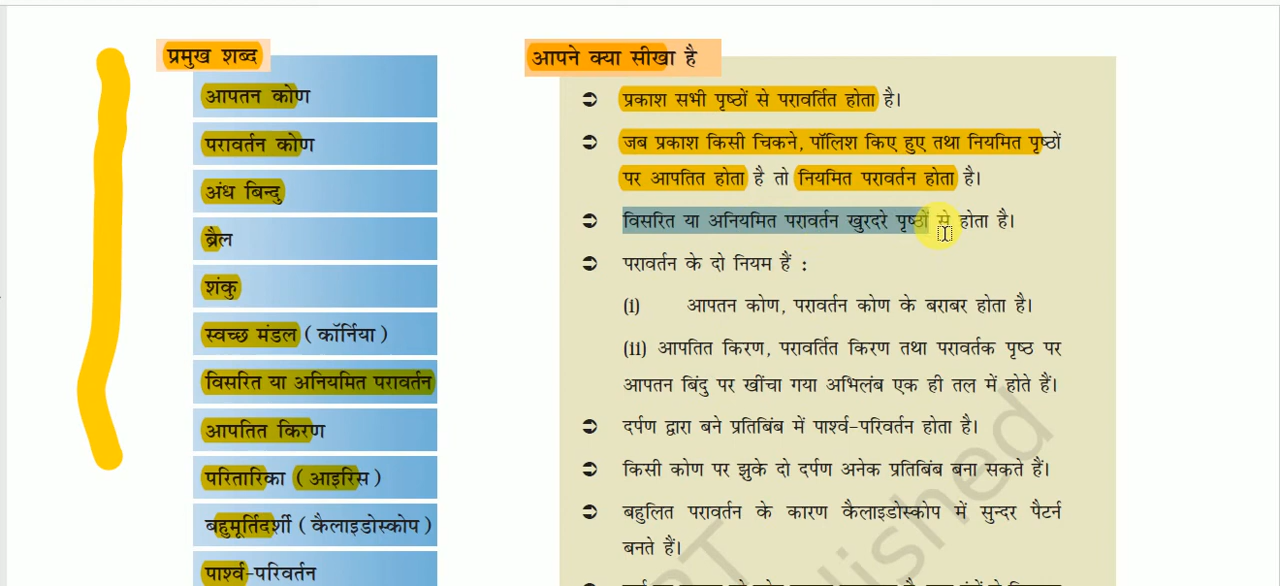 प्रमुख शब्द
आपतन कोण
परावर्तन कोण
अंध बिन्दु
ब्रैल
शंकु
स्वच्छ मंडल (कॉर्निया)
विसरित या अनियमित परावर्तन
आपतित किरण
परितारिका (आइरिस)
बहुमूर्तिदर्शी (कैलाइडोस्कोप)
पार्श्व-परिवर्तन
आपने क्या सीखा है
➲ प्रकाश सभी पृष्ठों से परावर्तित होता है।
➲ जब प्रकाश किसी चिकने, पॉलिश किए हुए तथा नियमित पृष्ठों
पर आपतित होता है तो नियमित परावर्तन होता है।
➲ विसरित या अनियमित परावर्तन खुरदरे पृष्ठों से होता है।
➲ परावर्तन के दो नियम हैं :
(i) आपतन कोण, परावर्तन कोण के बराबर होता है।
(ii) आपतित किरण, परावर्तित किरण तथा परावर्तक पृष्ठ पर
आपतन बिंदु पर खींचा गया अभिलंब एक ही तल में होते हैं।
➲ दर्पण द्वारा बने प्रतिबिंब में पार्श्व-परिवर्तन होता है।
➲ किसी कोण पर झुके दो दर्पण अनेक प्रतिबिंब बना सकते हैं।
➲ बहुलित परावर्तन के कारण कैलाइडोस्कोप में सुन्दर पैटर्न
बनते हैं।